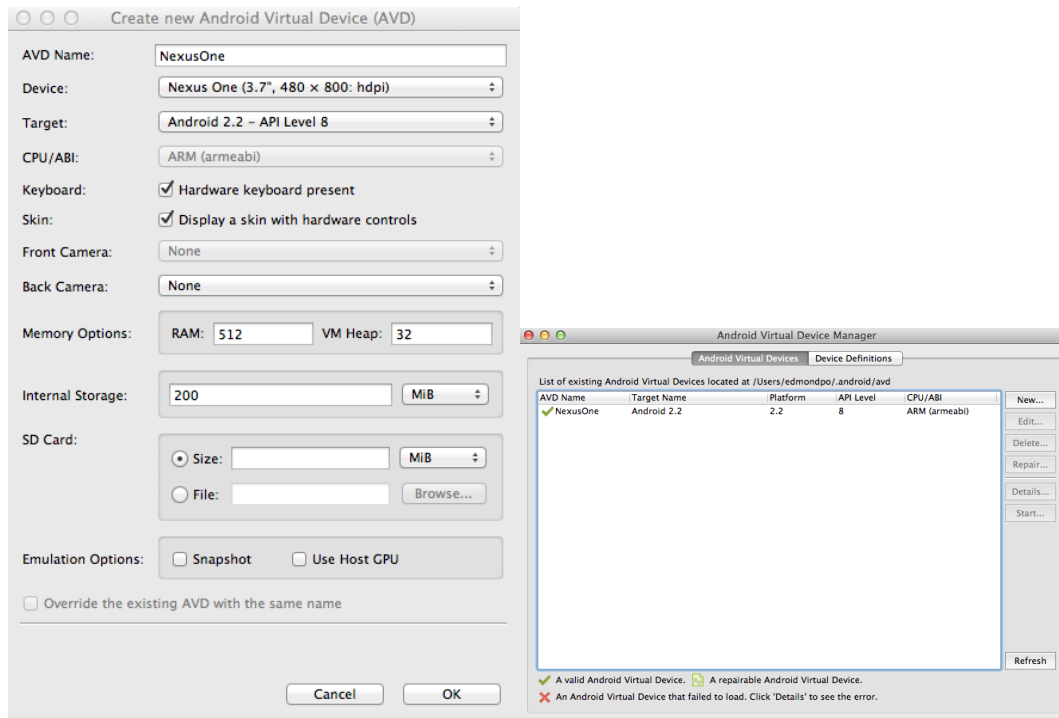 Create new Android Virtual Device (AVD)
AVD Name: NexusOne
Device: Nexus One (3.7", 480 × 800: hdpi)
Target: Android 2.2 – API Level 8
CPU/ABI: ARM (armeabi)
Keyboard: Hardware keyboard present
Skin: Display a skin with hardware controls
Front Camera: None
Back Camera: None
Memory Options: RAM: 512 VM Heap: 32
Internal Storage: 200 MiB
SD Card:
Size: MiB
File: Browse...
Emulation Options: Snapshot Use Host GPU
Override the existing AVD with the same name
Cancel OK
Android Virtual Device Manager
Android Virtual Devices Device Definitions
List of existing Android Virtual Devices located at /Users/edmondpo/.android/avd
AVD Name Target Name Platform API Level CPU/ABI
NexusOne Android 2.2 2.2 8 ARM (armeabi)
New...
Edit...
Delete...
Repair...
Details...
Start...
Refresh
A valid Android Virtual Device. A repairable Android Virtual Device.
An Android Virtual Device that failed to load. Click 'Details' to see the error.